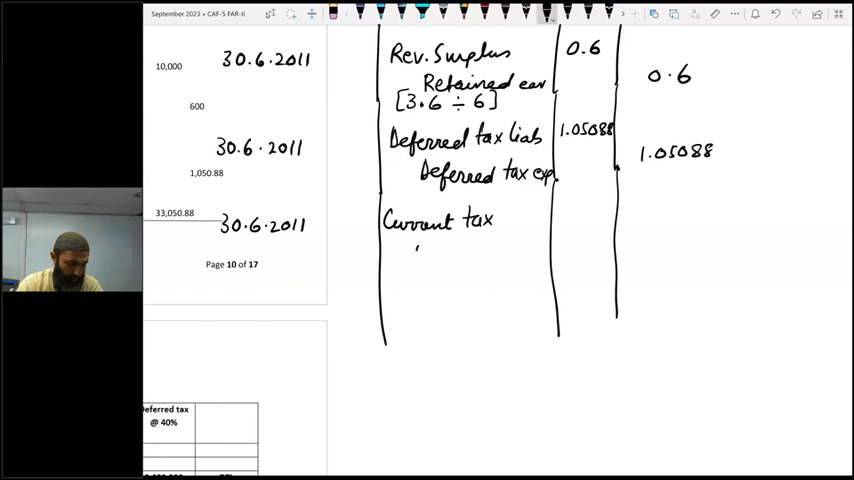 September 2023 » CAF-5 FAR-II
10,000
30.6.2011
600
30.6.2011
1,050.88
33,050.88
30.6.2011
Page 10 of 17
Deferred tax
@ 40%
Rev. Surplus 0.6
Retained ear 0.6
[3.6 ÷ 6]
Deferred tax liab 1.05088
Deferred tax exp. 1.05088
Current tax